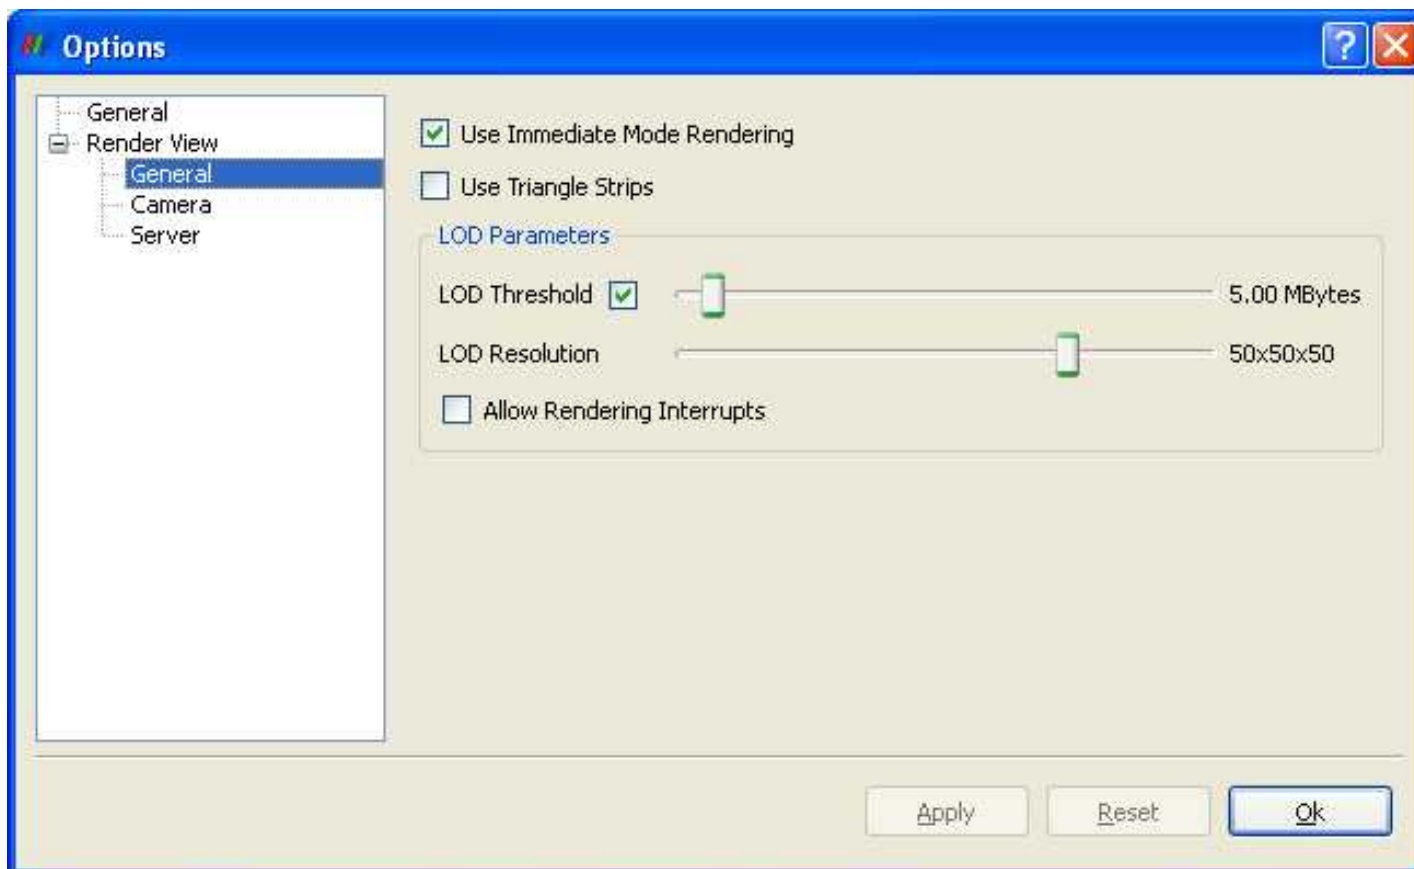 Options
General
Render View
General
Camera
Server
Use Immediate Mode Rendering
Use Triangle Strips
LOD Parameters
LOD Threshold 5.00 MBytes
LOD Resolution 50x50x50
Allow Rendering Interrupts
Apply Reset Ok